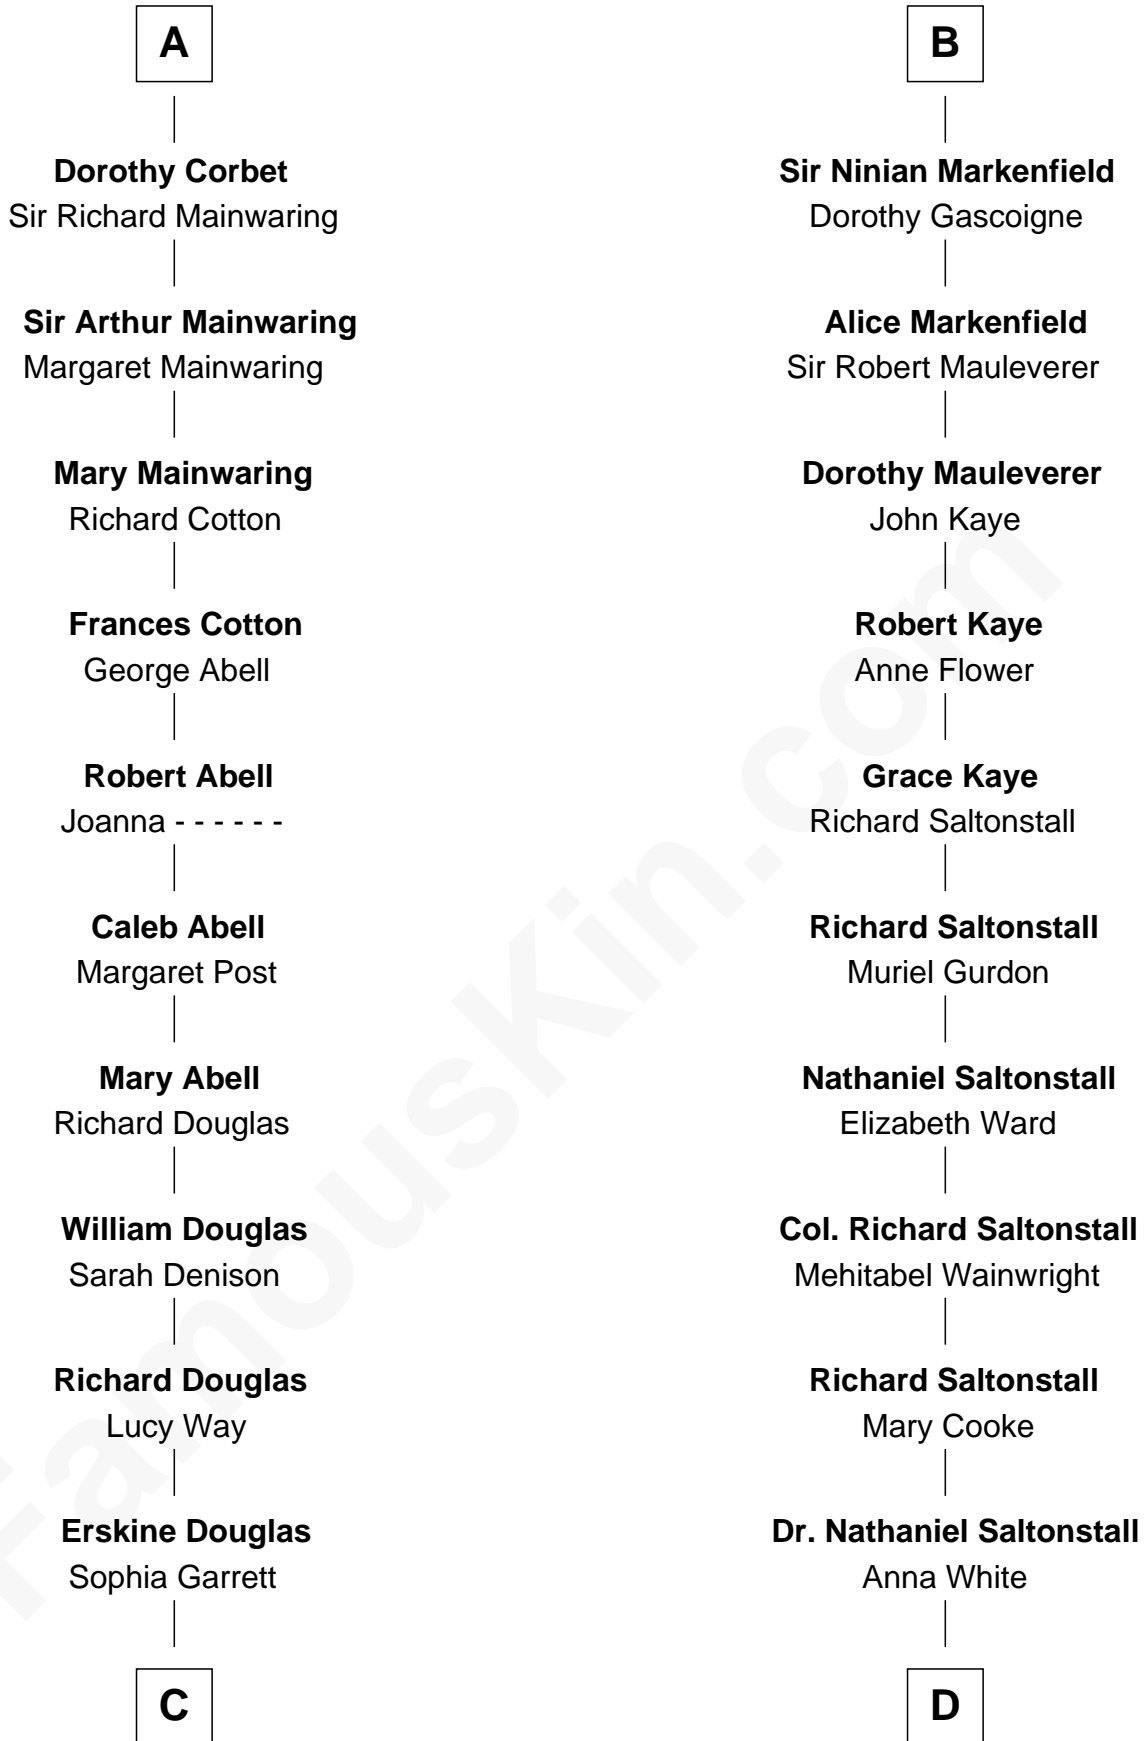 A
Dorothy Corbet
Sir Richard Mainwaring
Sir Arthur Mainwaring
Margaret Mainwaring
Mary Mainwaring
Richard Cotton
Frances Cotton
George Abell
Robert Abell
Joanna - - - - - -
Caleb Abell
Margaret Post
Mary Abell
Richard Douglas
William Douglas
Sarah Denison
Richard Douglas
Lucy Way
Erskine Douglas
Sophia Garrett
C
B
Sir Ninian Markenfield
Dorothy Gascoigne
Alice Markenfield
Sir Robert Mauleverer
Dorothy Mauleverer
John Kaye
Robert Kaye
Anne Flower
Grace Kaye
Richard Saltonstall
Richard Saltonstall
Muriel Gurdon
Nathaniel Saltonstall
Elizabeth Ward
Col. Richard Saltonstall
Mehitabel Wainwright
Richard Saltonstall
Mary Cooke
Dr. Nathaniel Saltonstall
Anna White
D
FamousKin.com